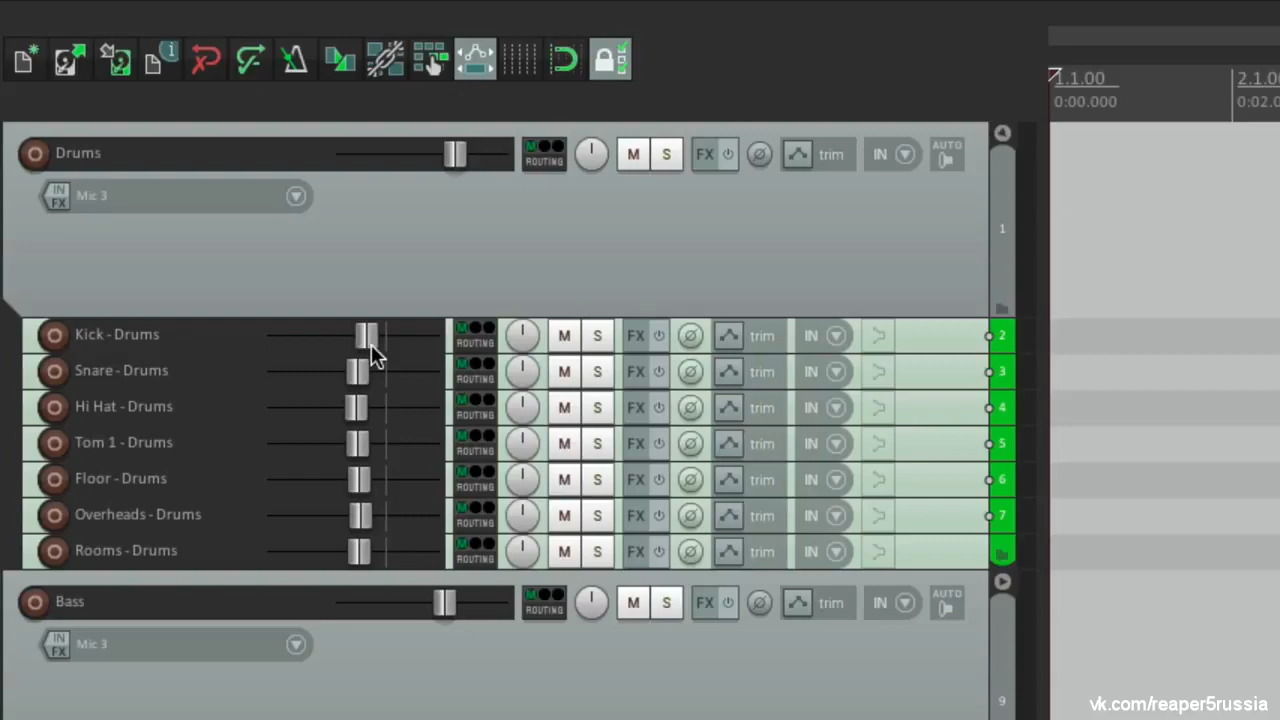 1.1.00
0:00.000
2.1.0
0:02.0
Drums M ROUTING M S FX trim IN AUTO
IN FX Mic 3
1
Kick - Drums M ROUTING M S FX trim IN 2
Snare - Drums M ROUTING M S FX trim IN 3
Hi Hat - Drums M ROUTING M S FX trim IN 4
Tom 1 - Drums M ROUTING M S FX trim IN 5
Floor - Drums M ROUTING M S FX trim IN 6
Overheads - Drums M ROUTING M S FX trim IN 7
Rooms - Drums M ROUTING M S FX trim IN
Bass M ROUTING M S FX trim IN AUTO
IN FX Mic 3
9
vk.com/reaper5russia